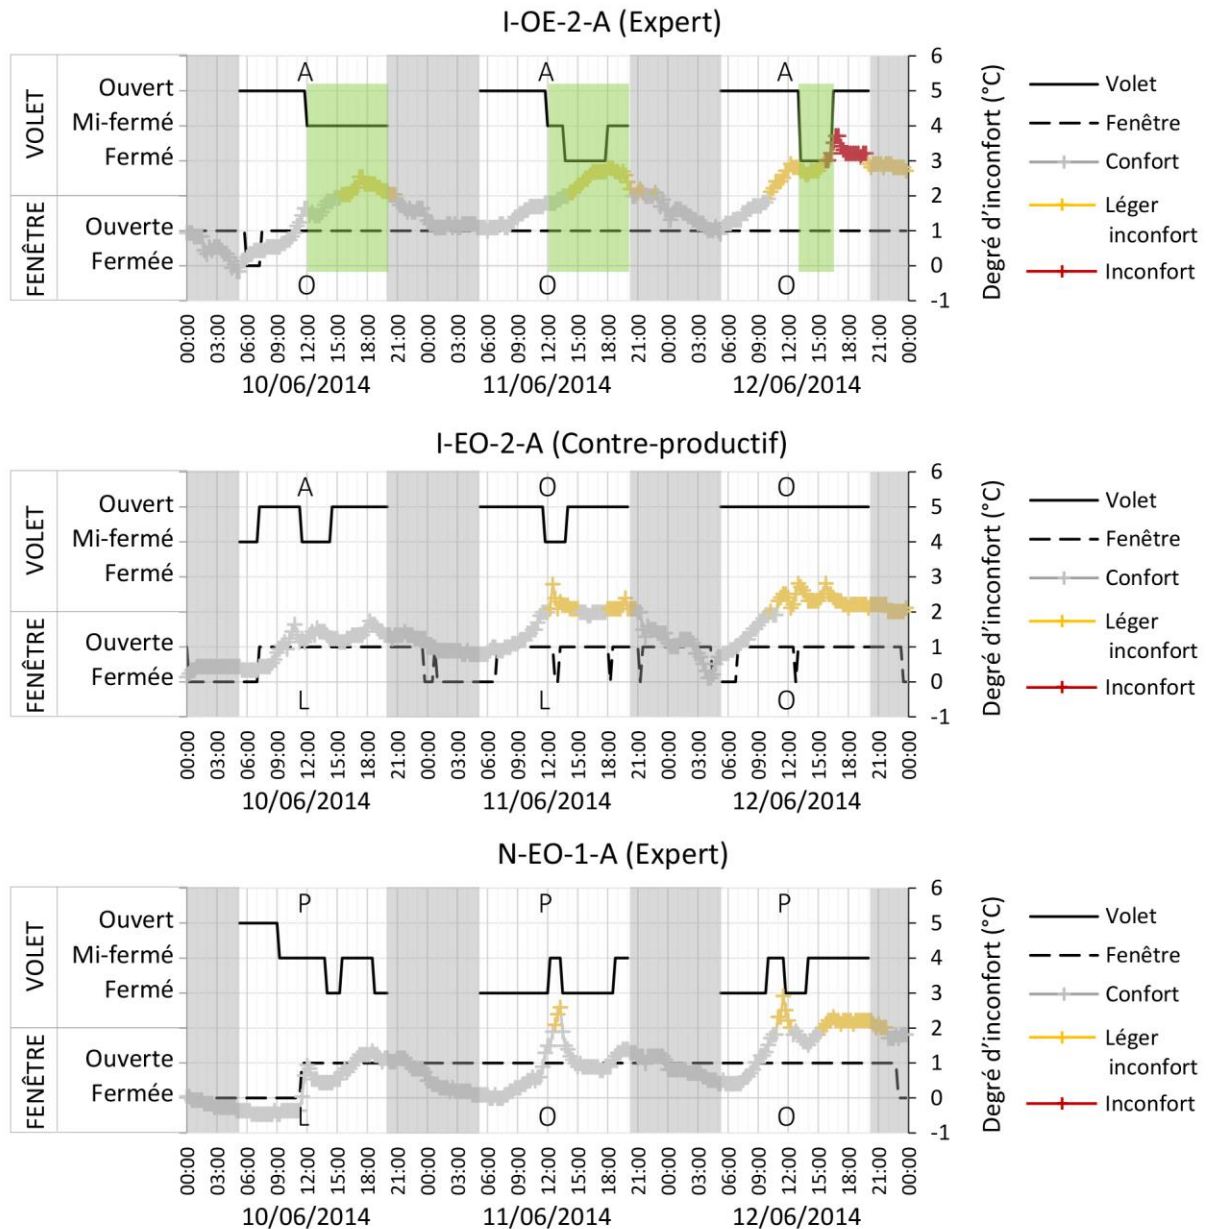 I-OE-2-A (Expert)
VOLET
FENÊTRE
Ouvert
Mi-fermé
Fermé
Ouverte
Fermée
A
A
A
O
O
O
6
5
4
3
2
1
0
-1
Degré d'inconfort (°C)
Volet
Fenêtre
Confort
Léger
inconfort
Inconfort
00:00 03:00 06:00 09:00 12:00 15:00 18:00 21:00 00:00 03:00 06:00 09:00 12:00 15:00 18:00 21:00 00:00 03:00 06:00 09:00 12:00 15:00 18:00 21:00 00:00
10/06/2014 11/06/2014 12/06/2014
I-EO-2-A (Contre-productif)
VOLET
FENÊTRE
Ouvert
Mi-fermé
Fermé
Ouverte
Fermée
A
O
O
L
L
O
6
5
4
3
2
1
0
-1
Degré d'inconfort (°C)
Volet
Fenêtre
Confort
Léger
inconfort
Inconfort
00:00 03:00 06:00 09:00 12:00 15:00 18:00 21:00 00:00 03:00 06:00 09:00 12:00 15:00 18:00 21:00 00:00 03:00 06:00 09:00 12:00 15:00 18:00 21:00 00:00
10/06/2014 11/06/2014 12/06/2014
N-EO-1-A (Expert)
VOLET
FENÊTRE
Ouvert
Mi-fermé
Fermé
Ouverte
Fermée
P
P
P
L
O
O
6
5
4
3
2
1
0
-1
Degré d'inconfort (°C)
Volet
Fenêtre
Confort
Léger
inconfort
Inconfort
00:00 03:00 06:00 09:00 12:00 15:00 18:00 21:00 00:00 03:00 06:00 09:00 12:00 15:00 18:00 21:00 00:00 03:00 06:00 09:00 12:00 15:00 18:00 21:00 00:00
10/06/2014 11/06/2014 12/06/2014